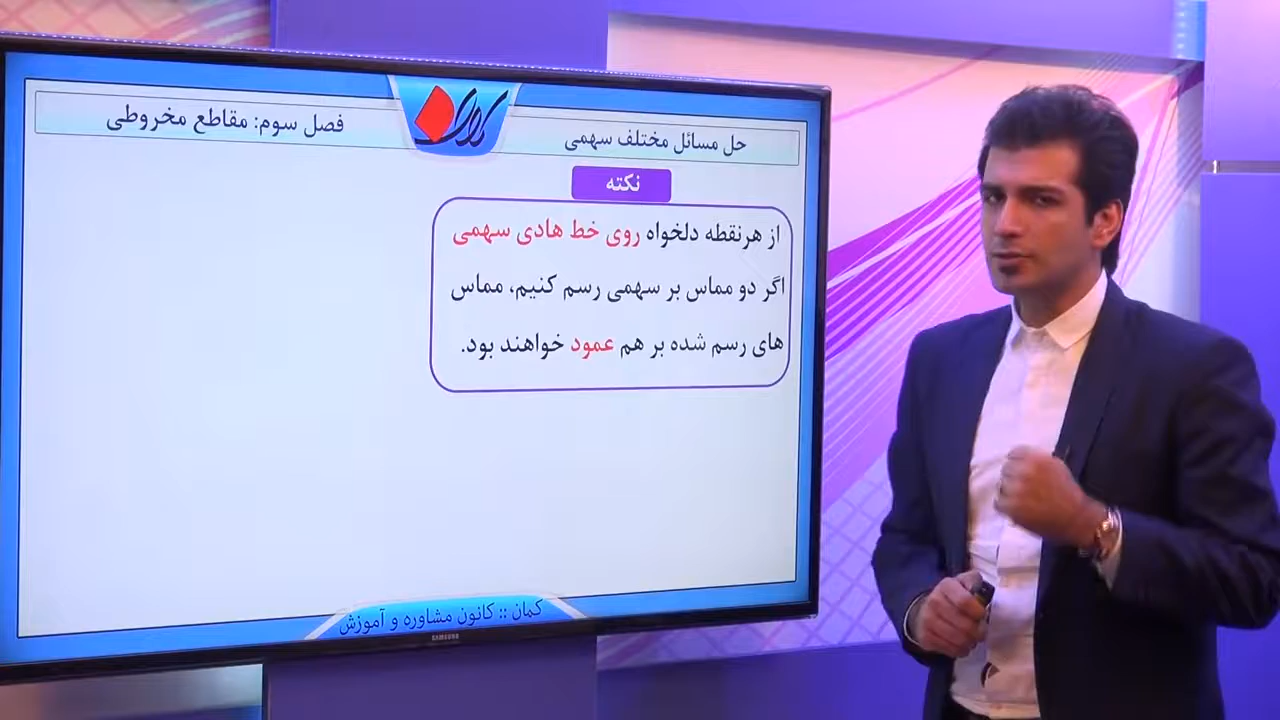 حل مسائل مختلف سهمی
فصل سوم: مقاطع مخروطی
نکته
از هرنقطه دلخواه روی خط هادی سهمی
اگر دو مماس بر سهمی رسم کنیم، مماس
های رسم شده بر هم عمود خواهند بود.
کمان :: کانون مشاوره و آموزش
SAMSUNG